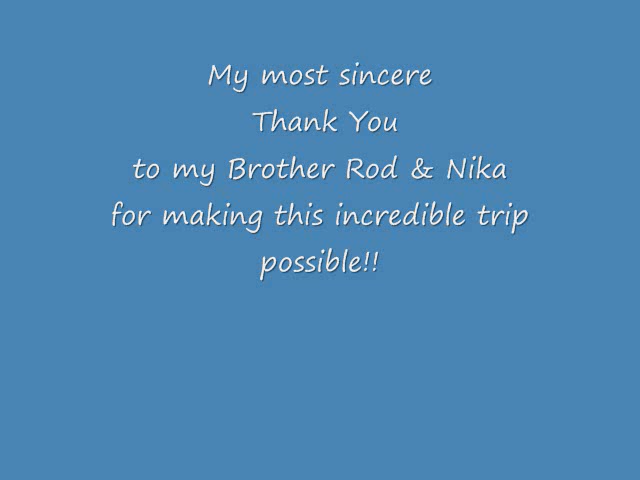 My most sincere
Thank You
to my Brother Rod & Nika
for making this incredible trip
possible!!